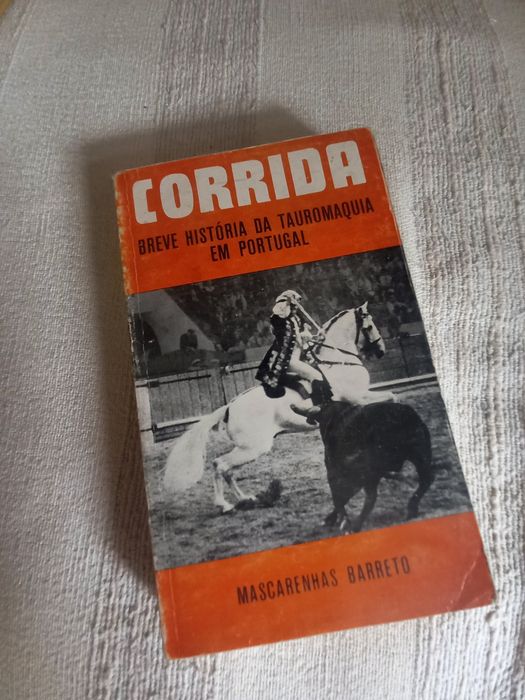 CORRIDA
BREVE HISTÓRIA DA TAUROMAQUIA
EM PORTUGAL
MASCARENHAS BARRETO